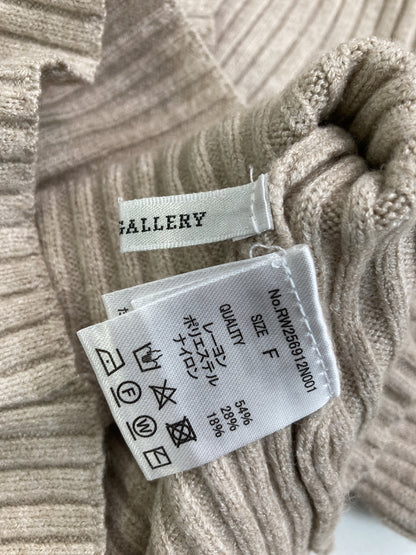 GALLERY
No.RW256912N001
SIZE F
QUALITY
レーヨン 54%
ポリエステル 28%
ナイロン 18%
F
W